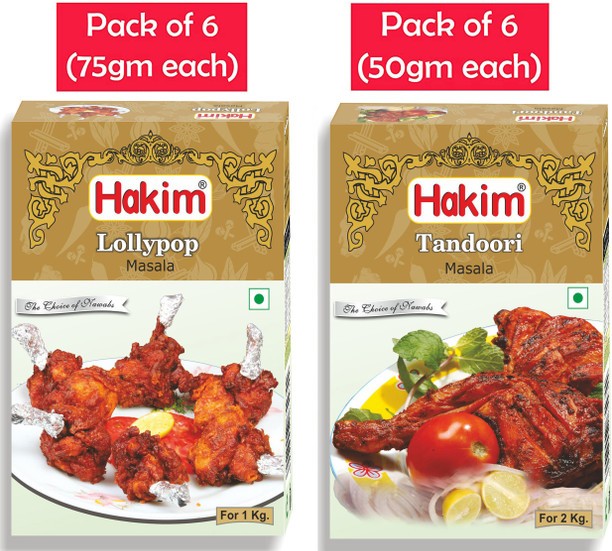 Pack of 6
(75gm each)
Pack of 6
(50gm each)
Hakim®
Lollypop
Masala
The Choice of Nawabs
For 1 Kg.
Hakim®
Tandoori
Masala
The Choice of Nawabs
For 2 Kg.